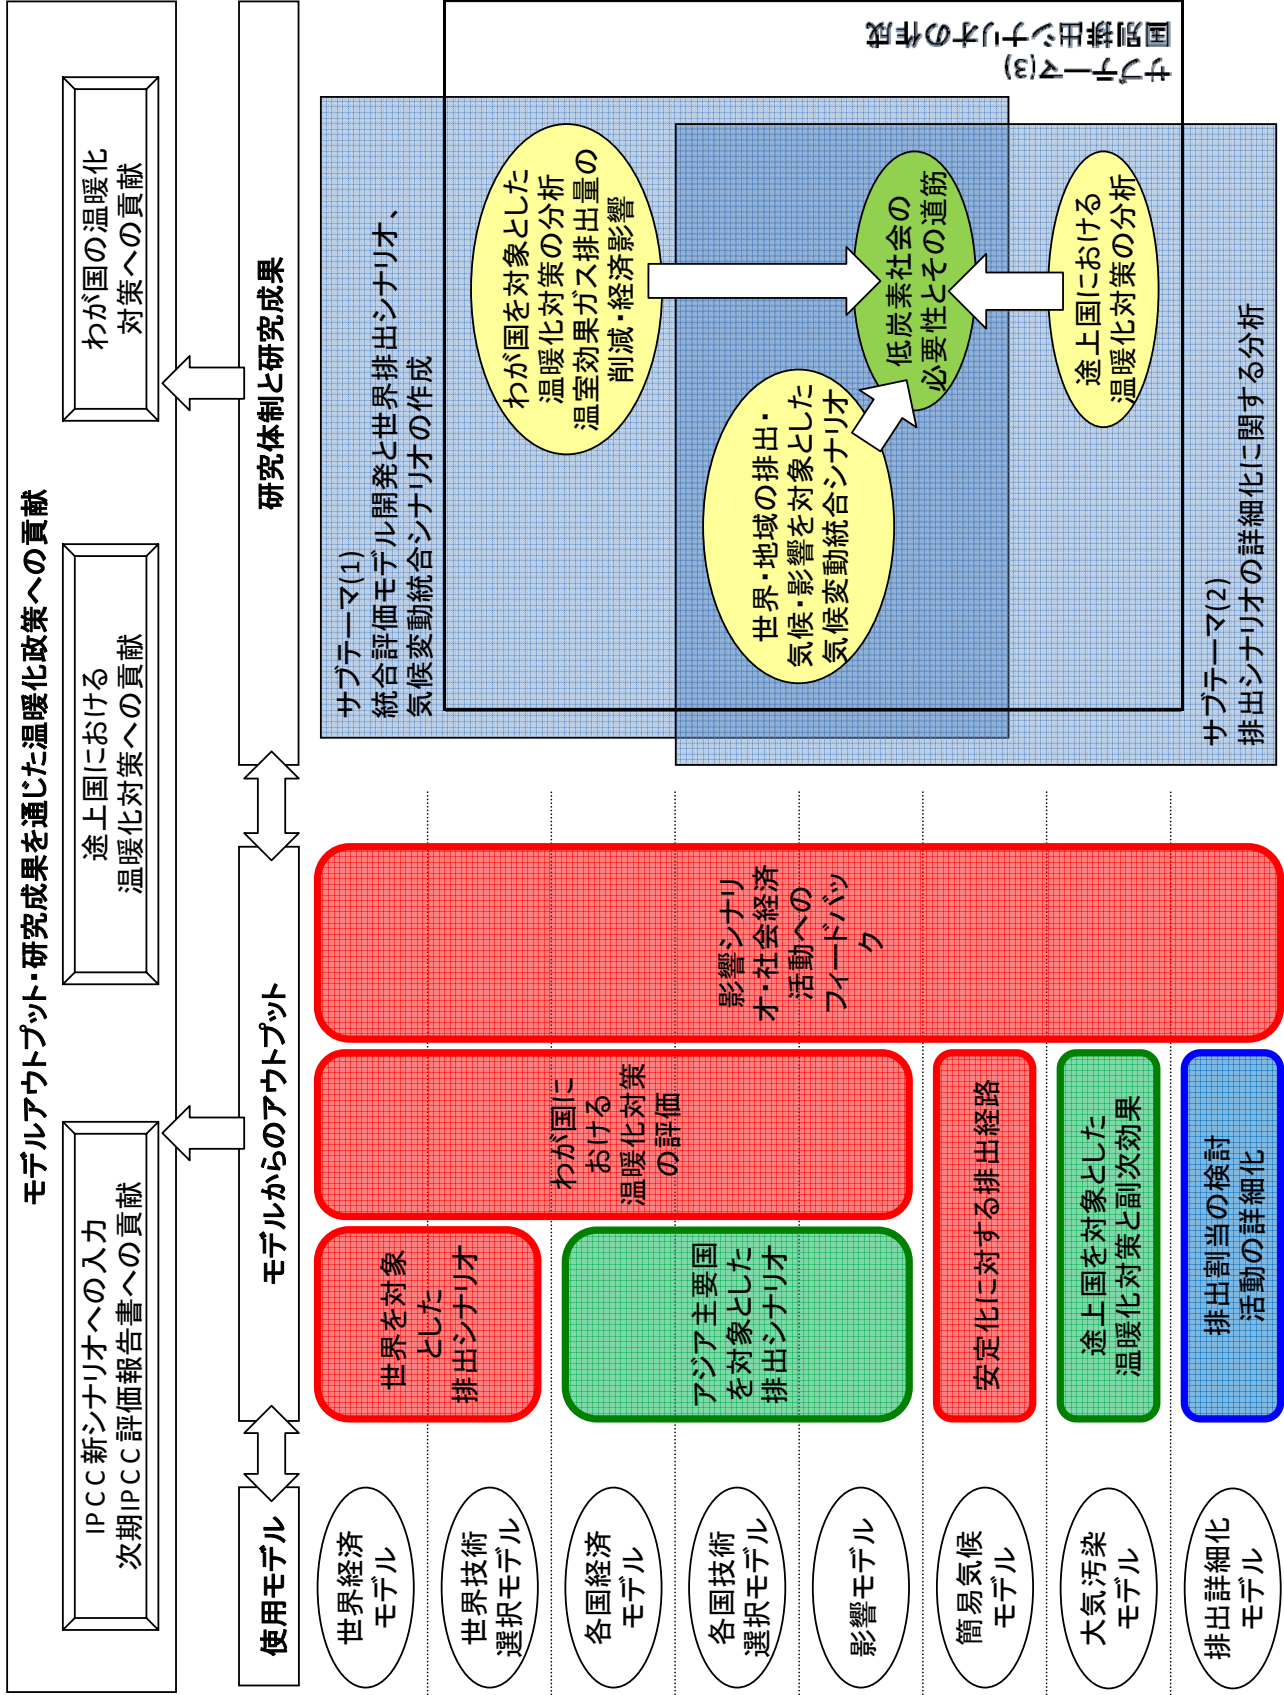 モデルアウトプット・研究成果を通じた温暖化政策への貢献
IPCC新シナリオへの入力
次期IPCC評価報告書への貢献
途上国における
温暖化対策への貢献
わが国の温暖化
対策への貢献
使用モデル
モデルからのアウトプット
研究体制と研究成果
世界経済
モデル
世界技術
選択モデル
各国経済
モデル
各国技術
選択モデル
影響モデル
簡易気候
モデル
大気汚染
モデル
排出詳細化
モデル
世界を対象
とした
排出シナリオ
アジア主要国
を対象とした
排出シナリオ
わが国に
おける
温暖化対策
の評価
安定化に対する排出経路
途上国を対象とした
温暖化対策と副次効果
排出割当の検討
活動の詳細化
影響シナリ
オ・社会経済
活動への
フィードバッ
ク
サブテーマ(1)
統合評価モデル開発と世界排出シナリオ、
気候変動統合シナリオの作成
わが国を対象とした
温暖化対策の分析
温室効果ガス排出量の
削減・経済影響
世界・地域の排出・
気候・影響を対象とした
気候変動統合シナリオ
低炭素社会の
必要性とその道筋
途上国における
温暖化対策の分析
サブテーマ(2)
排出シナリオの詳細化に関する分析
サブテーマ(3)
国別排出シナリオの作成